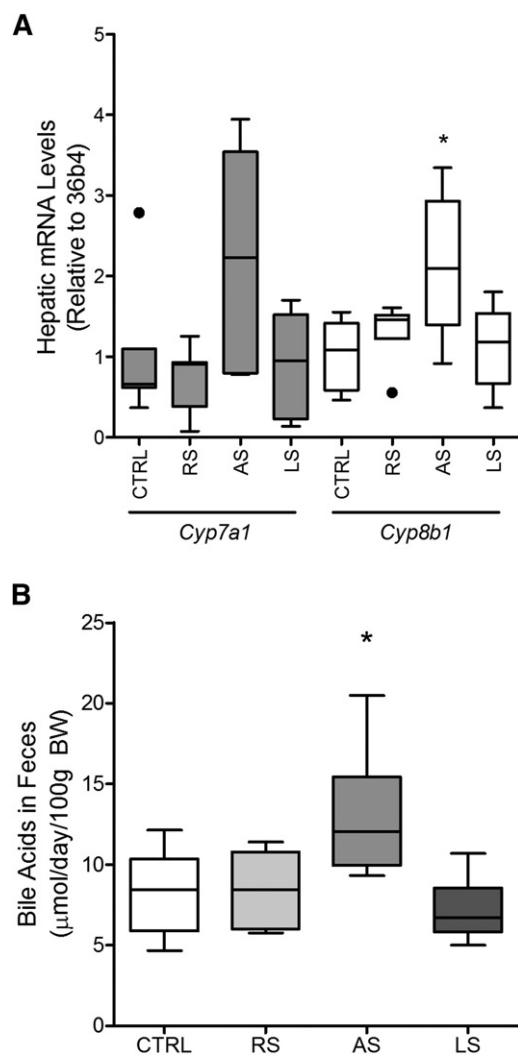 A
Hepatic mRNA Levels
(Relative to 36b4)
5
4
3
2
1
0
*
CTRL
RS
AS
LS
CTRL
RS
AS
LS
Cyp7a1
Cyp8b1
B
Bile Acids in Feces
(μmol/day/100g BW)
25
20
15
10
5
0
*
CTRL
RS
AS
LS